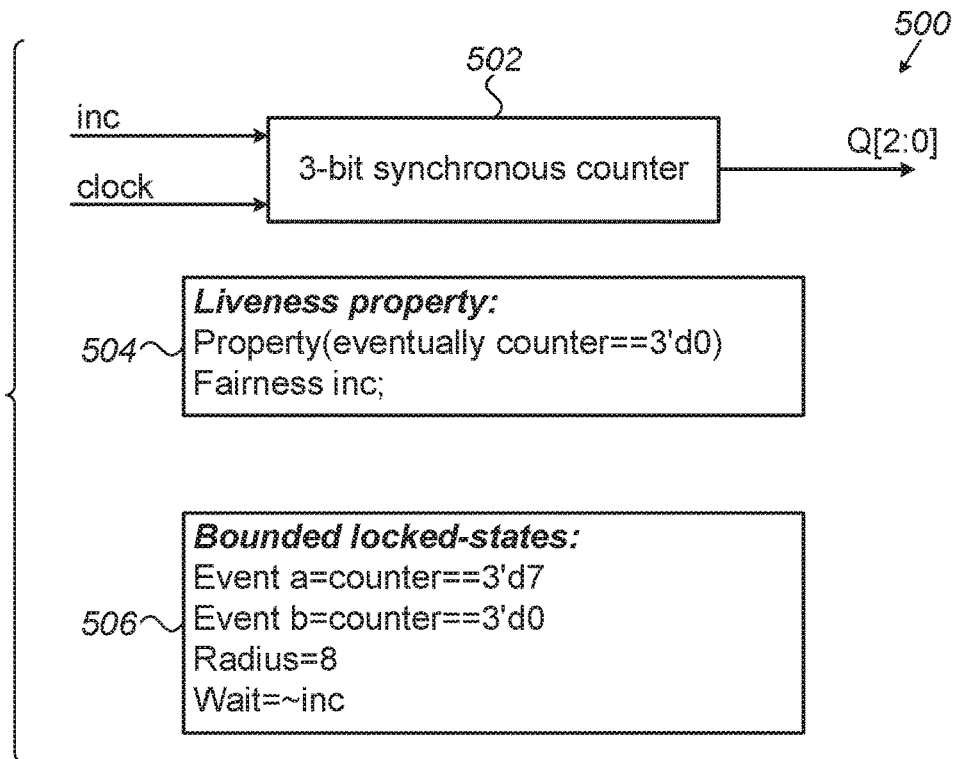 500
502
inc
clock
3-bit synchronous counter
Q[2:0]
504
Liveness property:
Property(eventually counter==3'd0)
Fairness inc;
506
Bounded locked-states:
Event a=counter==3'd7
Event b=counter==3'd0
Radius=8
Wait=~inc